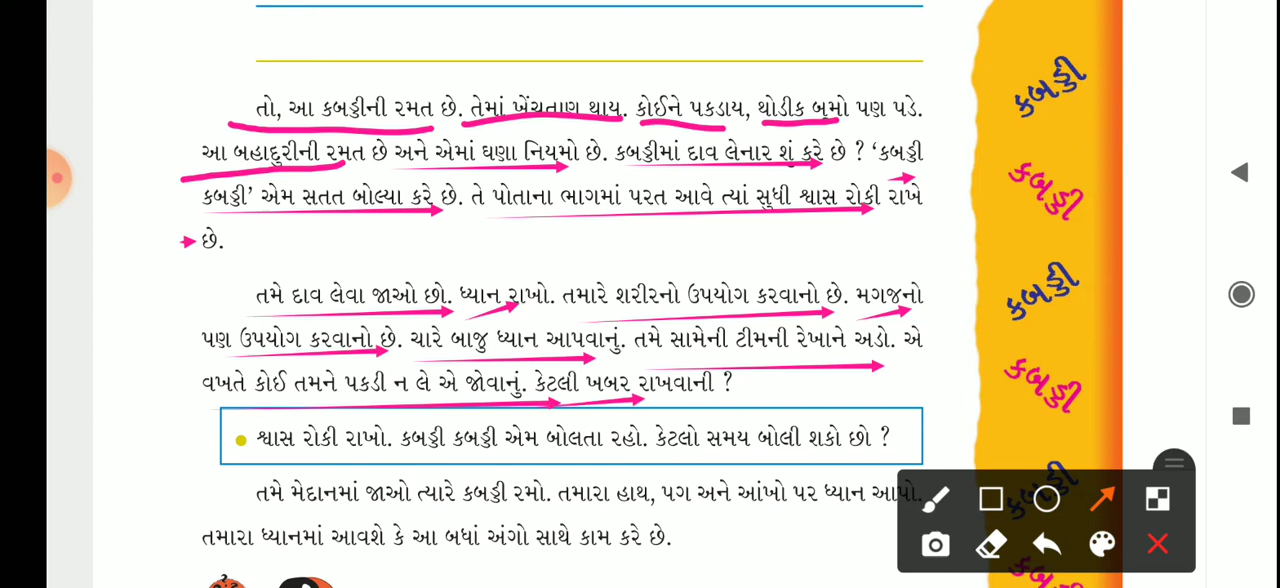 તો, આ કબડ્ડીની રમત છે. તેમાં ખેંચતાણ થાય. કોઈને પકડાય, થોડીક બૂમો પણ પડે.
આ બહાદુરીની રમત છે અને એમાં ઘણા નિયમો છે. કબડ્ડીમાં દાવ લેનાર શું કરે છે ? ‘કબડ્ડી
કબડ્ડી’ એમ સતત બોલ્યા કરે છે. તે પોતાના ભાગમાં પરત આવે ત્યાં સુધી શ્વાસ રોકી રાખે
છે.
તમે દાવ લેવા જાઓ છો. ધ્યાન રાખો. તમારે શરીરનો ઉપયોગ કરવાનો છે. મગજનો
પણ ઉપયોગ કરવાનો છે. ચારે બાજુ ધ્યાન આપવાનું. તમે સામેની ટીમની રેખાને અડો. એ
વખતે કોઈ તમને પકડી ન લે એ જોવાનું. કેટલી ખબર રાખવાની ?
શ્વાસ રોકી રાખો. કબડ્ડી કબડ્ડી એમ બોલતા રહો. કેટલો સમય બોલી શકો છો ?
તમે મેદાનમાં જાઓ ત્યારે કબડ્ડી રમો. તમારા હાથ, પગ અને આંખો પર ધ્યાન આપો.
તમારા ધ્યાનમાં આવશે કે આ બધાં અંગો સાથે કામ કરે છે.
કબડ્ડી
કબડ્ડી
કબડ્ડી
કબડ્ડી
કબડ્ડી
કબડ્ડી